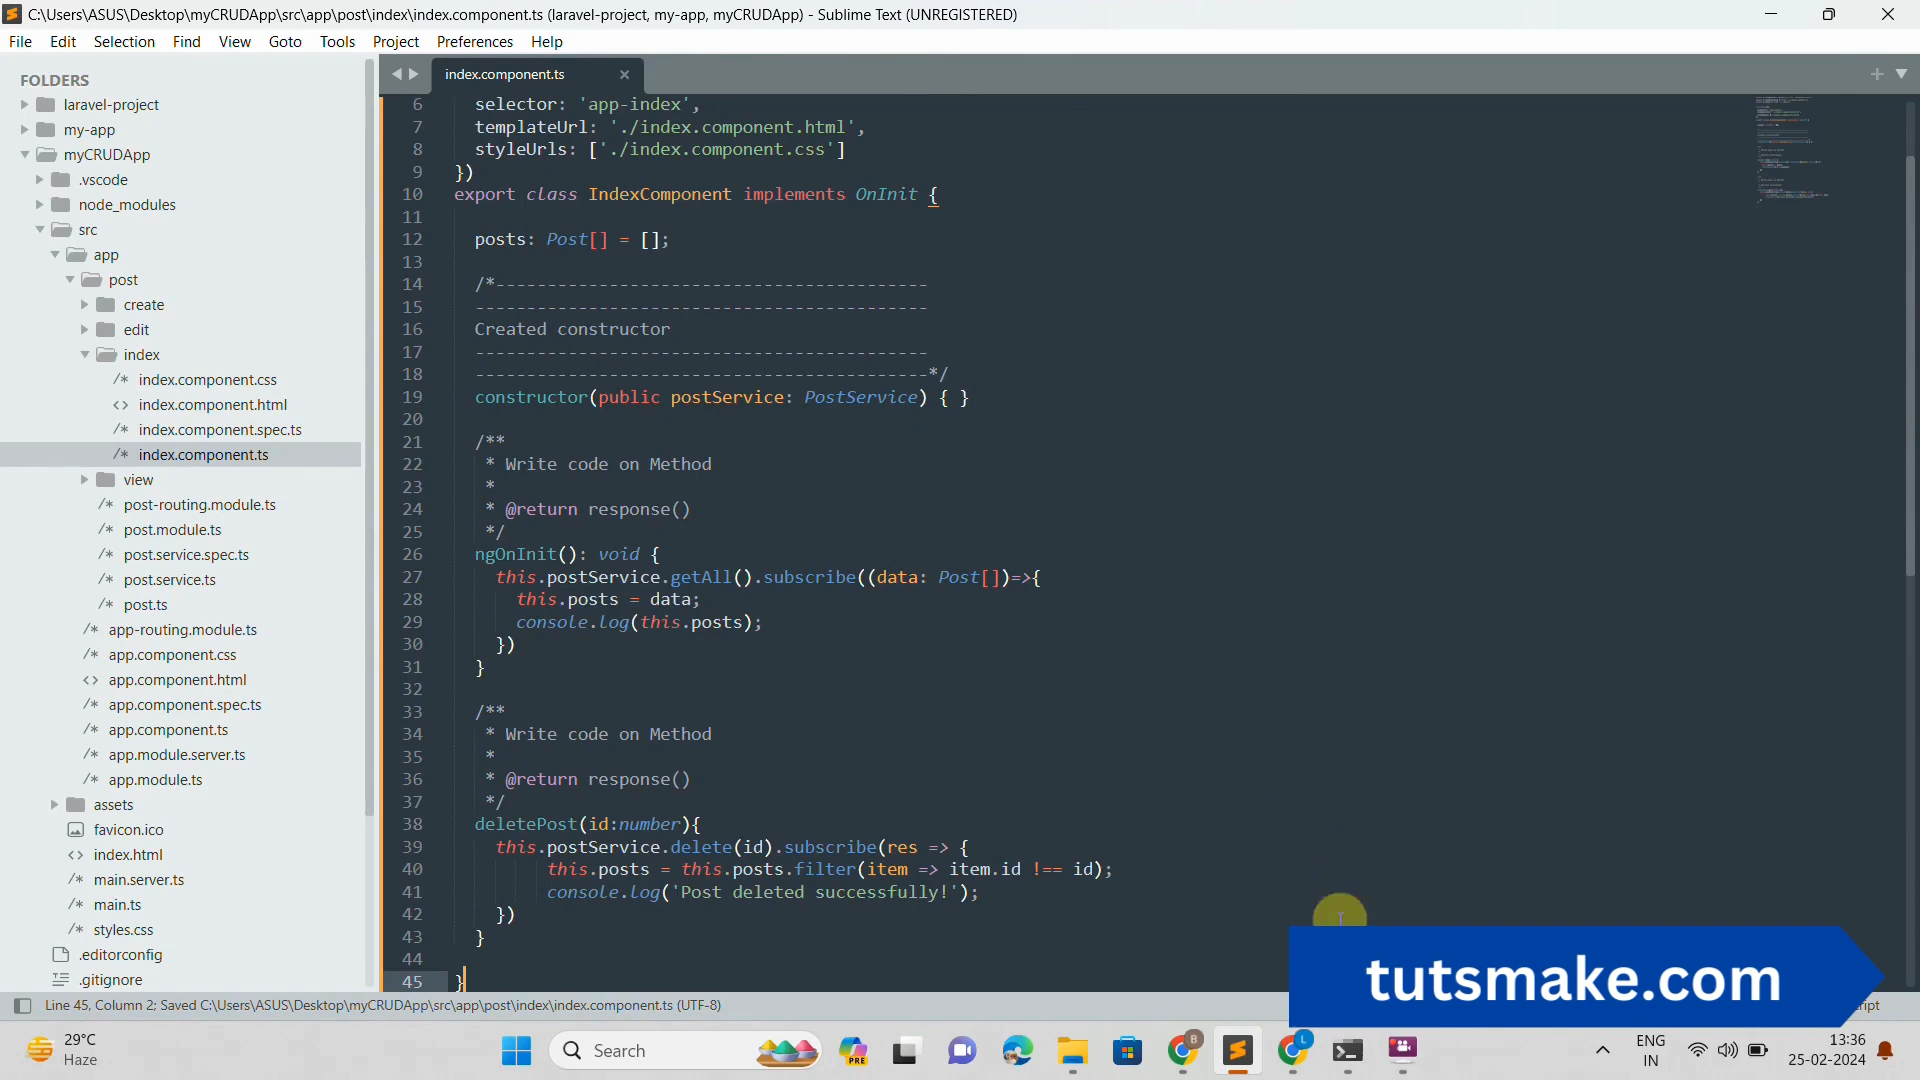 C:\Users\ASUS\Desktop\myCRUDApp\src\app\post\index\index.component.ts (laravel-project, my-app, myCRUDApp) - Sublime Text (UNREGISTERED)
File Edit Selection Find View Goto Tools Project Preferences Help
FOLDERS
laravel-project
my-app
myCRUDApp
.vscode
node_modules
src
app
post
create
edit
index
/* index.component.css
<> index.component.html
/* index.component.spec.ts
/* index.component.ts
view
/* post-routing.module.ts
/* post.module.ts
/* post.service.spec.ts
/* post.service.ts
/* post.ts
/* app-routing.module.ts
/* app.component.css
<> app.component.html
/* app.component.spec.ts
/* app.component.ts
/* app.module.server.ts
/* app.module.ts
assets
favicon.ico
<> index.html
/* main.server.ts
/* main.ts
/* styles.css
.editorconfig
.gitignore
index.component.ts
6 selector: 'app-index',
7 templateUrl: './index.component.html',
8 styleUrls: ['./index.component.css']
9 })
10 export class IndexComponent implements OnInit {
11
12 posts: Post[] = [];
13
14 /*------------------------------------------
15 --------------------------------------------
16 Created constructor
17 --------------------------------------------
18 --------------------------------------------*/
19 constructor(public postService: PostService) { }
20
21 /**
22 * Write code on Method
23 *
24 * @return response()
25 */
26 ngOnInit(): void {
27 this.postService.getAll().subscribe((data: Post[])=>{
28 this.posts = data;
29 console.log(this.posts);
30 })
31 }
32
33 /**
34 * Write code on Method
35 *
36 * @return response()
37 */
38 deletePost(id:number){
39 this.postService.delete(id).subscribe(res => {
40 this.posts = this.posts.filter(item => item.id !== id);
41 console.log('Post deleted successfully!');
42 })
43 }
44
45 }
tutsmake.com
Line 45, Column 2; Saved C:\Users\ASUS\Desktop\myCRUDApp\src\app\post\index\index.component.ts (UTF-8)
ript
29°C
Haze
Search
PRE
B
L
ENG
IN
13:36
25-02-2024